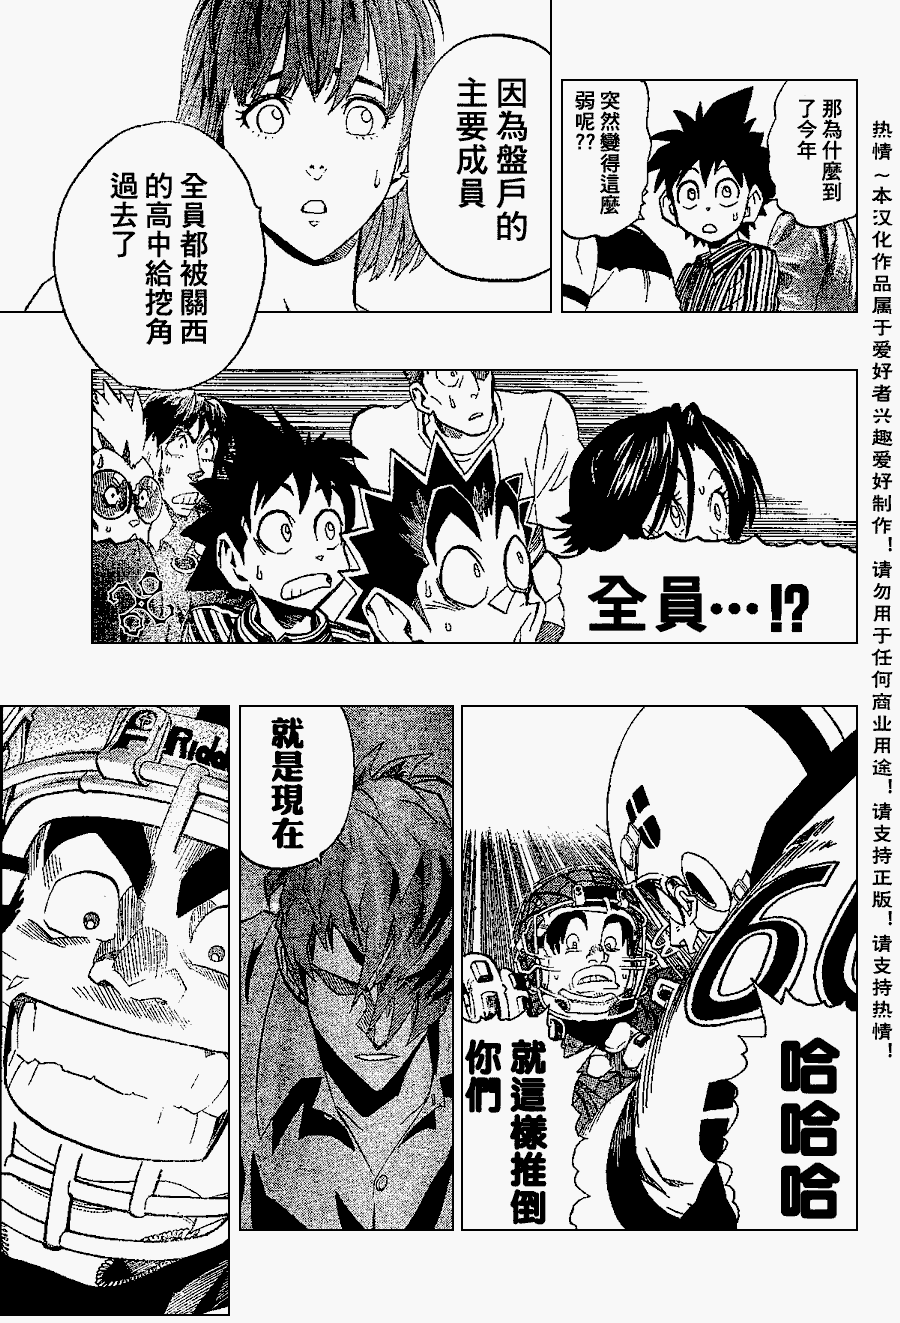 那為什麼到
了今年
突然變得這麼
弱呢??
因為盤戶的
主要成員
全員都被關西
的高中給挖角
過去了
全員…!?
哈哈哈
就這樣推倒
你們
60
就是現在
Ridd
热情～本汉化作品属于爱好者兴趣爱好制作！请勿用于任何商业用途！请支持正版！请支持热情！